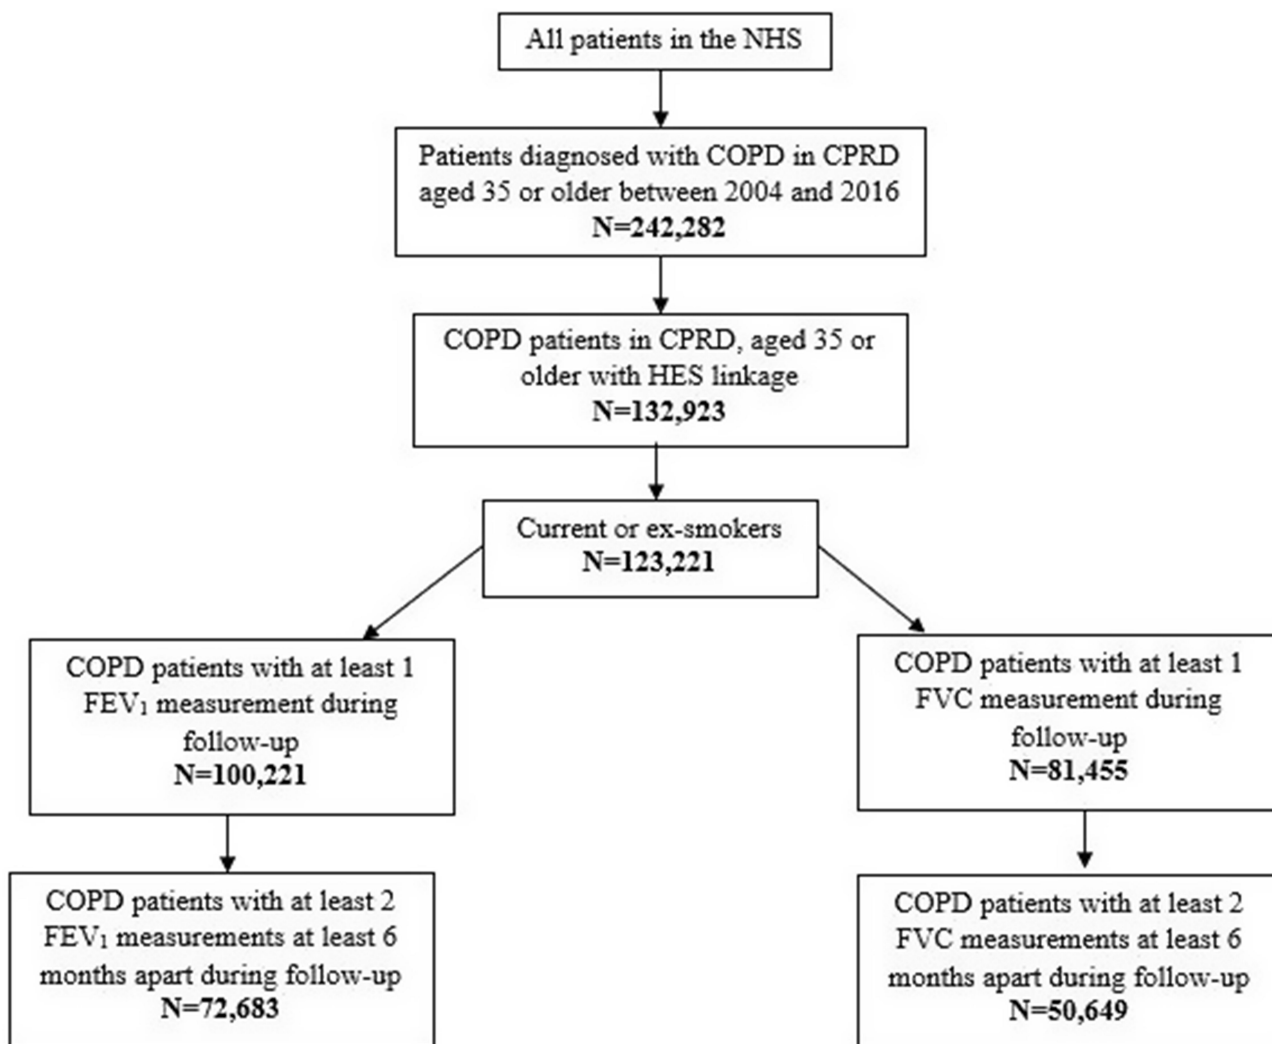 All patients in the NHS
Patients diagnosed with COPD in CPRD
aged 35 or older between 2004 and 2016
N=242,282
COPD patients in CPRD, aged 35 or
older with HES linkage
N=132,923
Current or ex-smokers
N=123,221
COPD patients with at least 1
FEV₁ measurement during
follow-up
N=100,221
COPD patients with at least 1
FVC measurement during
follow-up
N=81,455
COPD patients with at least 2
FEV₁ measurements at least 6
months apart during follow-up
N=72,683
COPD patients with at least 2
FVC measurements at least 6
months apart during follow-up
N=50,649